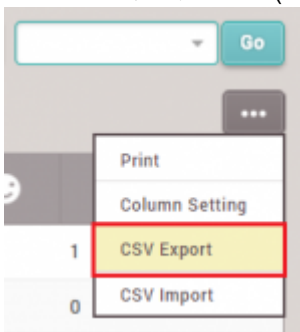 Go
...
Print
Column Setting
1
CSV Export
0
CSV Import